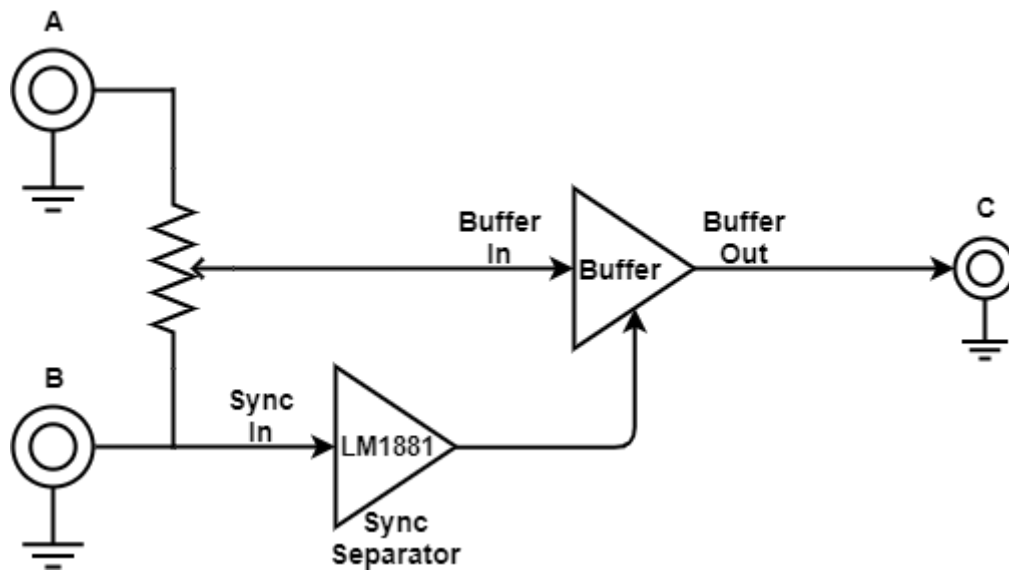 A
Buffer
In
Buffer
Buffer
Out
C
B
Sync
In
LM1881
Sync
Separator